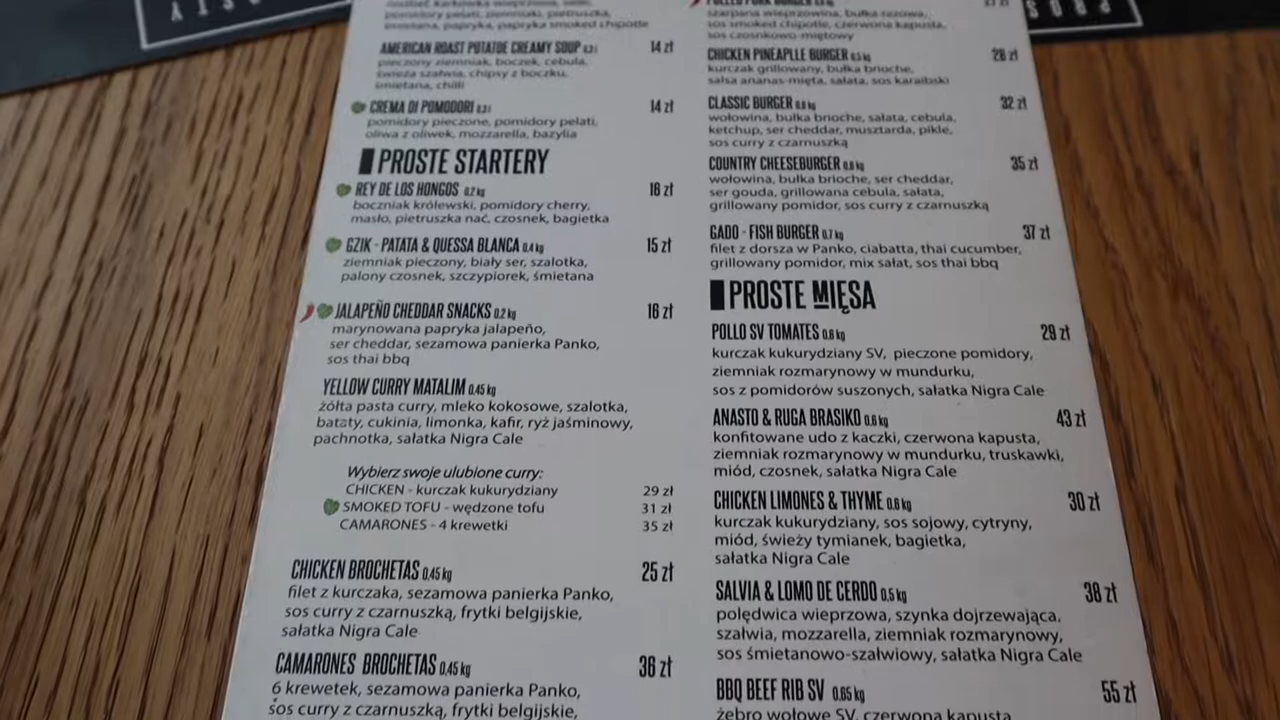 śmietana, papryka, papryka smoked chipotle
AMERICAN ROAST POTATOE CREAMY SOUP 14 zł
pieczony ziemniak, boczek, cebula,
świeża szałwia, chipsy z boczku,
śmietana, chilli
CREMA DI POMODORI 14 zł
pomidory pieczone, pomidory pelati,
oliwa z oliwek, mozzarella, bazylia
PROSTE STARTERY
REY DE LOS HONGOS 0,2 kg 16 zł
boczniak królewski, pomidory cherry,
masło, pietruszka nać, czosnek, bagietka
GZIK - PATATA & QUESSA BLANCA 0,4 kg 15 zł
ziemniak pieczony, biały ser, szalotka,
palony czosnek, szczypiorek, śmietana
JALAPEÑO CHEDDAR SNACKS 0,2 kg 16 zł
marynowana papryka jalapeño,
ser cheddar, sezamowa panierka Panko,
sos thai bbq
YELLOW CURRY MATALIM 0,45 kg
żółta pasta curry, mleko kokosowe, szalotka,
bataty, cukinia, limonka, kafir, ryż jaśminowy,
pachnotka, sałatka Nigra Cale
Wybierz swoje ulubione curry:
CHICKEN - kurczak kukurydziany 29 zł
SMOKED TOFU - wędzone tofu 31 zł
CAMARONES - 4 krewetki 35 zł
CHICKEN BROCHETAS 0,45 kg 25 zł
filet z kurczaka, sezamowa panierka Panko,
sos curry z czarnuszką, frytki belgijskie,
sałatka Nigra Cale
CAMARONES BROCHETAS 0,45 kg 36 zł
6 krewetek, sezamowa panierka Panko,
sos curry z czarnuszką, frytki belgijskie,
PULLED PORK BURGER
szarpana wieprzowina, bułka razowa,
sos smoked chipotle, czerwona kapusta,
sos czosnkowo-miętowy
CHICKEN PINEAPLLE BURGER 0,5 kg 28 zł
kurczak grillowany, bułka brioche,
salsa ananas-mięta, sałata, sos karaibski
CLASSIC BURGER 0,6 kg 32 zł
wołowina, bułka brioche, sałata, cebula,
ketchup, ser cheddar, musztarda, pikle,
sos curry z czarnuszką
COUNTRY CHEESEBURGER 0,6 kg 35 zł
wołowina, bułka brioche, ser cheddar,
ser gouda, grillowana cebula, sałata,
grillowany pomidor, sos curry z czarnuszką
GADO - FISH BURGER 0,7 kg 37 zł
filet z dorsza w Panko, ciabatta, thai cucumber,
grillowany pomidor, mix sałat, sos thai bbq
PROSTE MIĘSA
POLLO SV TOMATES 0,6 kg 29 zł
kurczak kukurydziany SV, pieczone pomidory,
ziemniak rozmarynowy w mundurku,
sos z pomidorów suszonych, sałatka Nigra Cale
ANASTO & RUGA BRASIKO 0,6 kg 43 zł
konfitowane udo z kaczki, czerwona kapusta,
ziemniak rozmarynowy w mundurku, truskawki,
miód, czosnek, sałatka Nigra Cale
CHICKEN LIMONES & THYME 0,6 kg 30 zł
kurczak kukurydziany, sos sojowy, cytryny,
miód, świeży tymianek, bagietka,
sałatka Nigra Cale
SALVIA & LOMO DE CERDO 0,5 kg 38 zł
polędwica wieprzowa, szynka dojrzewająca,
szałwia, mozzarella, ziemniak rozmarynowy,
sos śmietanowo-szałwiowy, sałatka Nigra Cale
BBQ BEEF RIB SV 0,65 kg 55 zł
żebro wołowe SV, czerwona kapusta